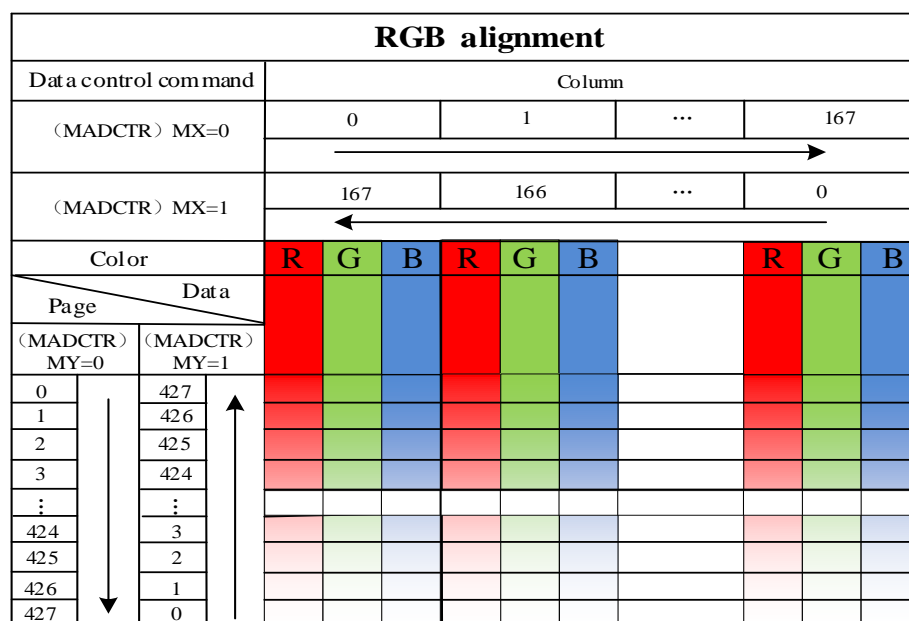 RGB alignment
Data control command Column
（MADCTR）MX=0 0 1 ... 167
（MADCTR）MX=1 167 166 ... 0
Color R G B R G B R G B
Data
Page
（MADCTR） MY=0 （MADCTR） MY=1
0 427
1 426
2 425
3 424
⋮ ⋮
424 3
425 2
426 1
427 0